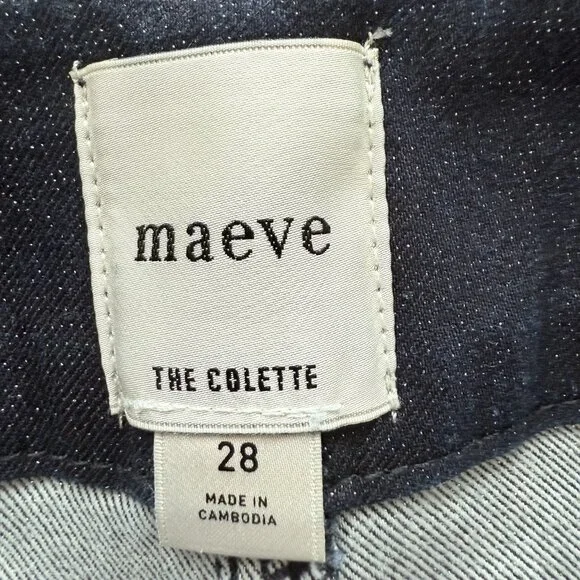 maeve
THE COLETTE
28
MADE IN
CAMBODIA